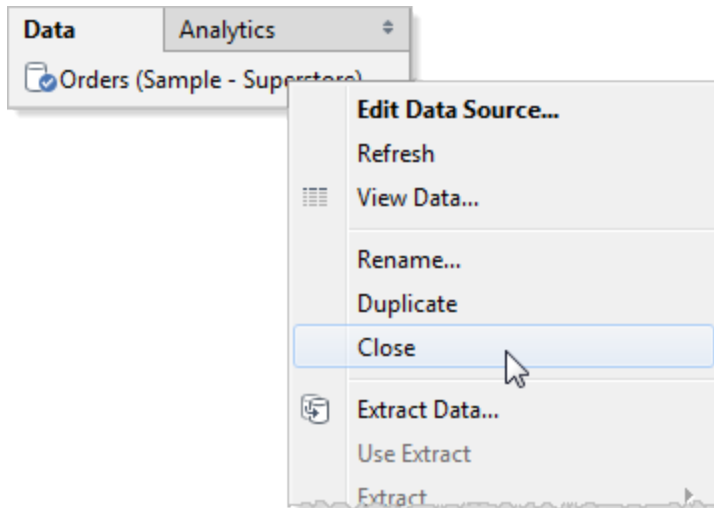 Data Analytics
Orders (Sample - Superstore)
Edit Data Source...
Refresh
View Data...
Rename...
Duplicate
Close
Extract Data...
Use Extract
Extract